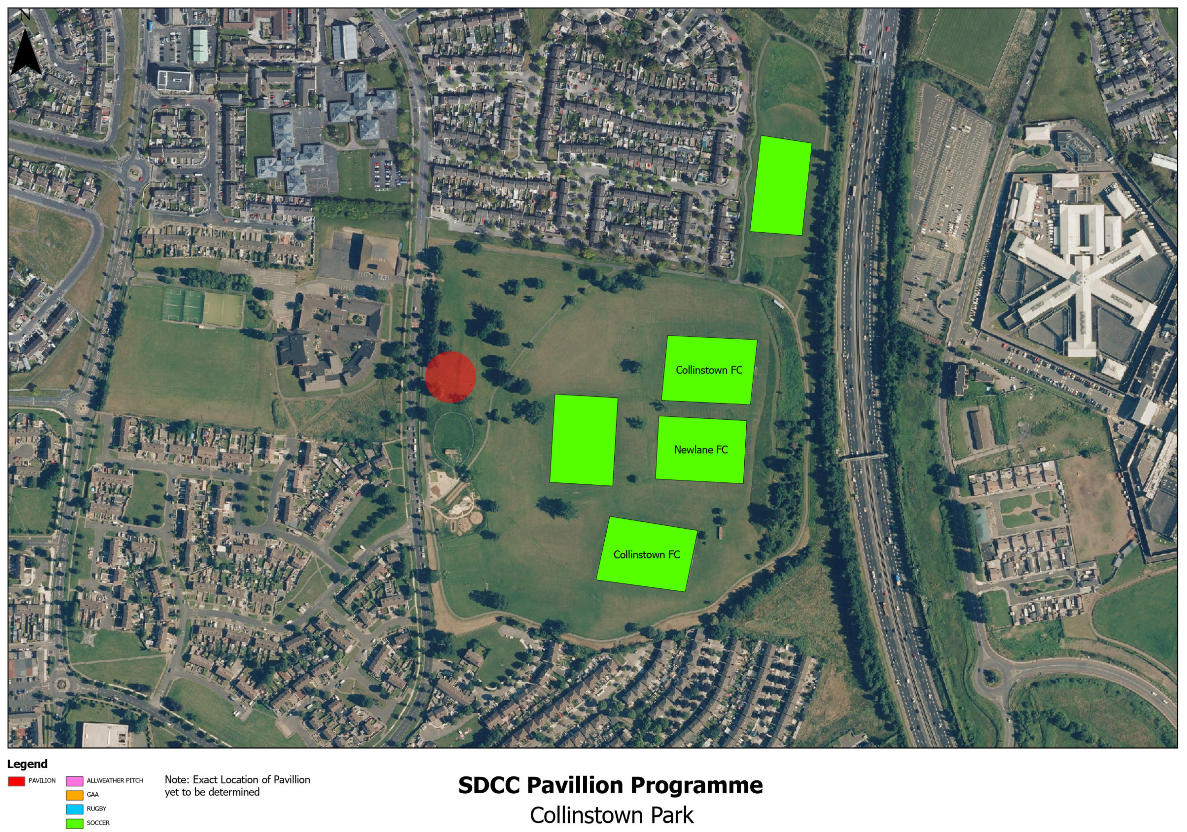 N
Collinstown FC
Newlane FC
Collinstown FC
Legend
PAVILION
ALLWEATHER PITCH
GAA
RUGBY
SOCCER
Note: Exact Location of Pavillion
yet to be determined
SDCC Pavillion Programme
Collinstown Park